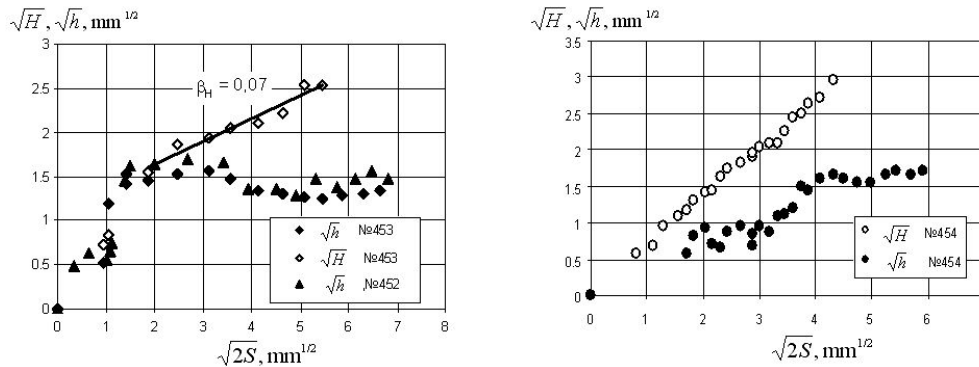 √H, √h, mm^1/2
3
2.5
2
1.5
1
0.5
0
β_H = 0,07
√h №453
√H №453
√h ,№452
0 1 2 3 4 5 6 7 8
√2S, mm^1/2
√H, √h, mm^1/2
3.5
3
2.5
2
1.5
1
0.5
0
√H №454
√h №454
0 1 2 3 4 5 6
√2S, mm^1/2